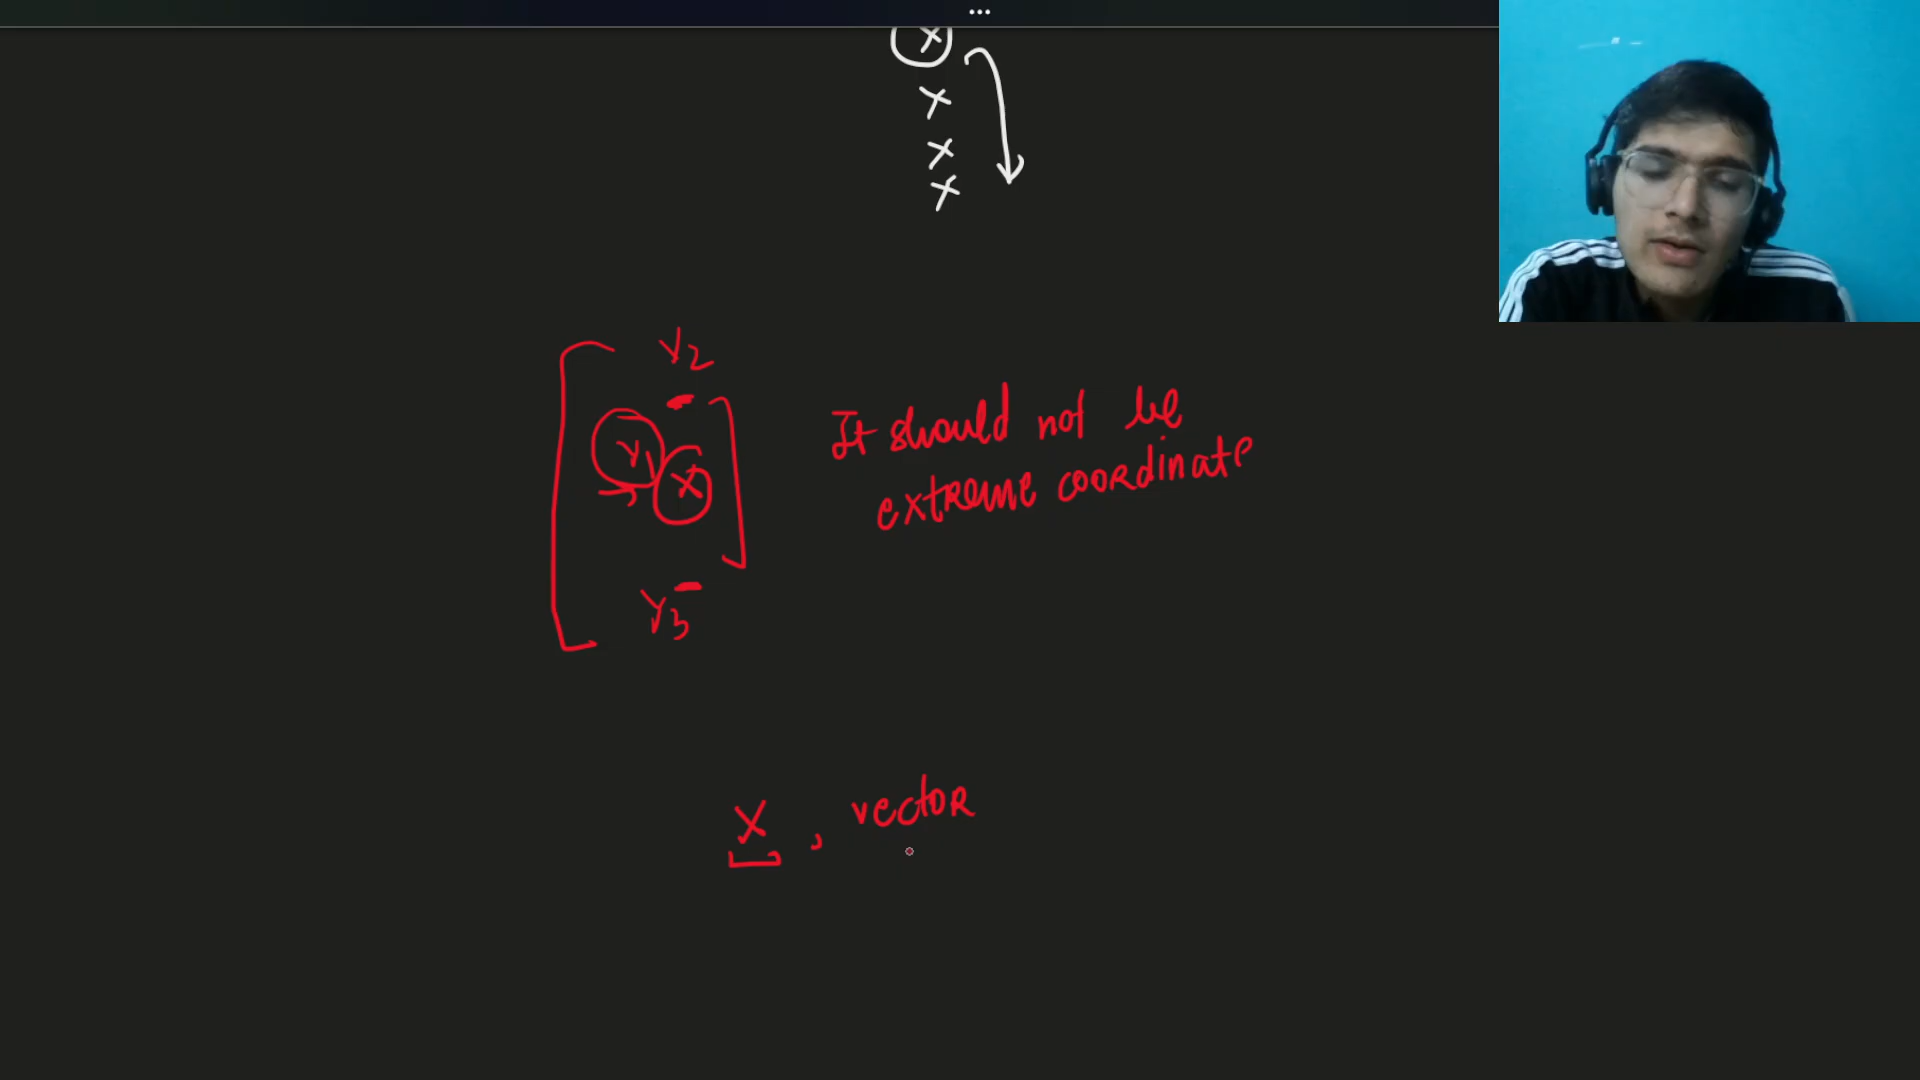 X
X
X
X
Y2
Y1 X
Y3
It should not be
extreme coordinate
X , vector